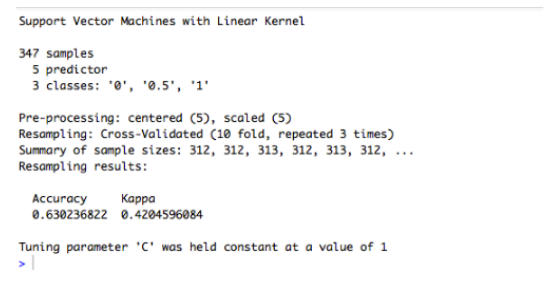 Support Vector Machines with Linear Kernel
347 samples
5 predictor
3 classes: '0', '0.5', '1'
Pre-processing: centered (5), scaled (5)
Resampling: Cross-Validated (10 fold, repeated 3 times)
Summary of sample sizes: 312, 312, 313, 312, 313, 312, ...
Resampling results:
Accuracy Kappa
0.630236822 0.4204596084
Tuning parameter 'C' was held constant at a value of 1
>